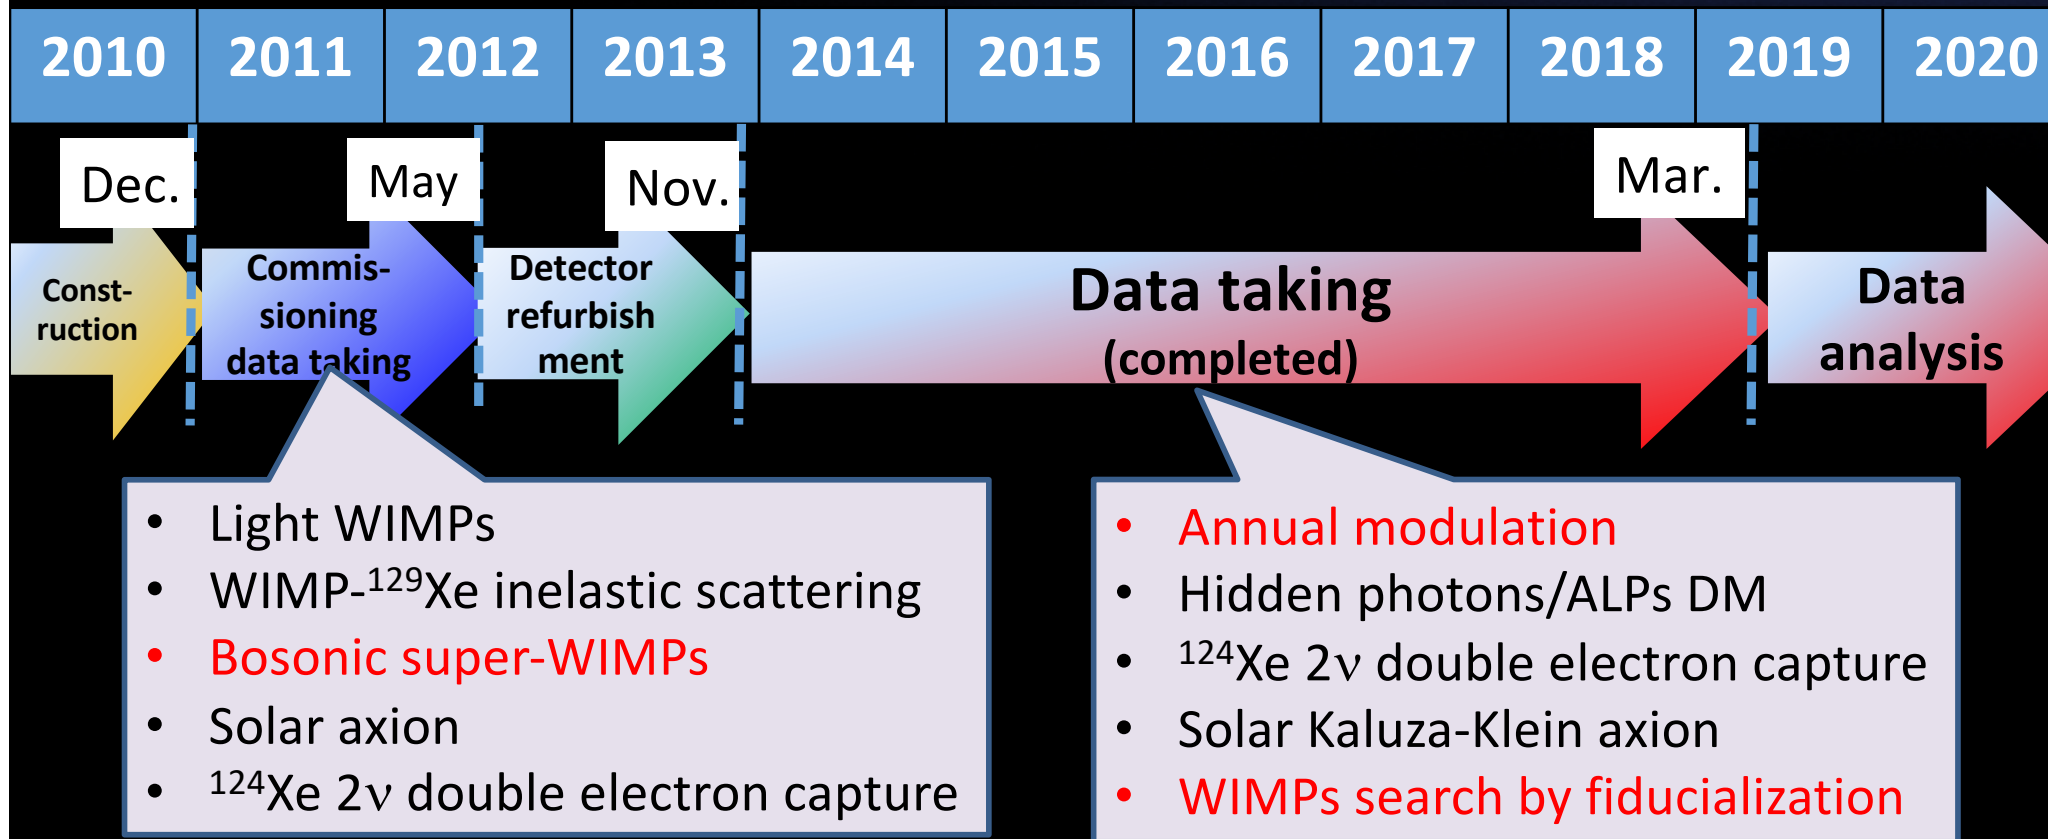 2010 2011 2012 2013 2014 2015 2016 2017 2018 2019 2020
Dec. May Nov. Mar.
Const-
ruction
Commis-
sioning
data taking
Detector
refurbish
ment
Data taking
(completed)
Data
analysis
• Light WIMPs
• WIMP-¹²⁹Xe inelastic scattering
• Bosonic super-WIMPs
• Solar axion
• ¹²⁴Xe 2ν double electron capture
• Annual modulation
• Hidden photons/ALPs DM
• ¹²⁴Xe 2ν double electron capture
• Solar Kaluza-Klein axion
• WIMPs search by fiducialization